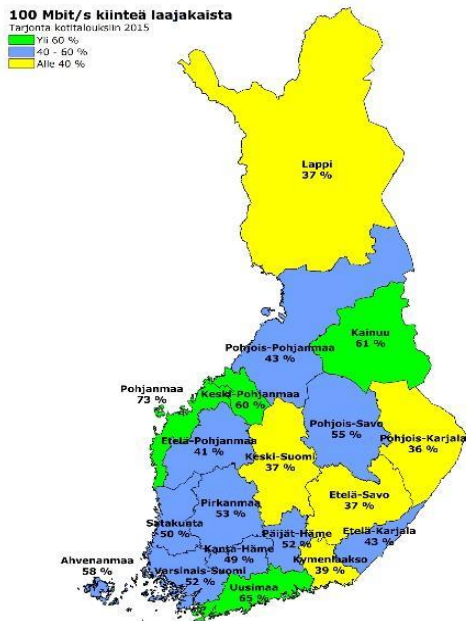 100 Mbit/s kiinteä laajakaista
Tarjonta kotitalouksiin 2015
Yli 60 %
40 - 60 %
Alle 40 %
Lappi
37 %
Kainuu
61 %
Pohjois-Pohjanmaa
43 %
Pohjanmaa
73 %
Keski-Pohjanmaa
60 %
Etelä-Pohjanmaa
41 %
Pohjois-Savo
55 %
Pohjois-Karjala
36 %
Keski-Suomi
37 %
Etelä-Savo
37 %
Pirkanmaa
53 %
Satakunta
50 %
Päijät-Häme
52 %
Etelä-Karjala
43 %
Kanta-Häme
49 %
Kymenlaakso
39 %
Ahvenanmaa
58 %
Varsinais-Suomi
52 %
Uusimaa
65 %